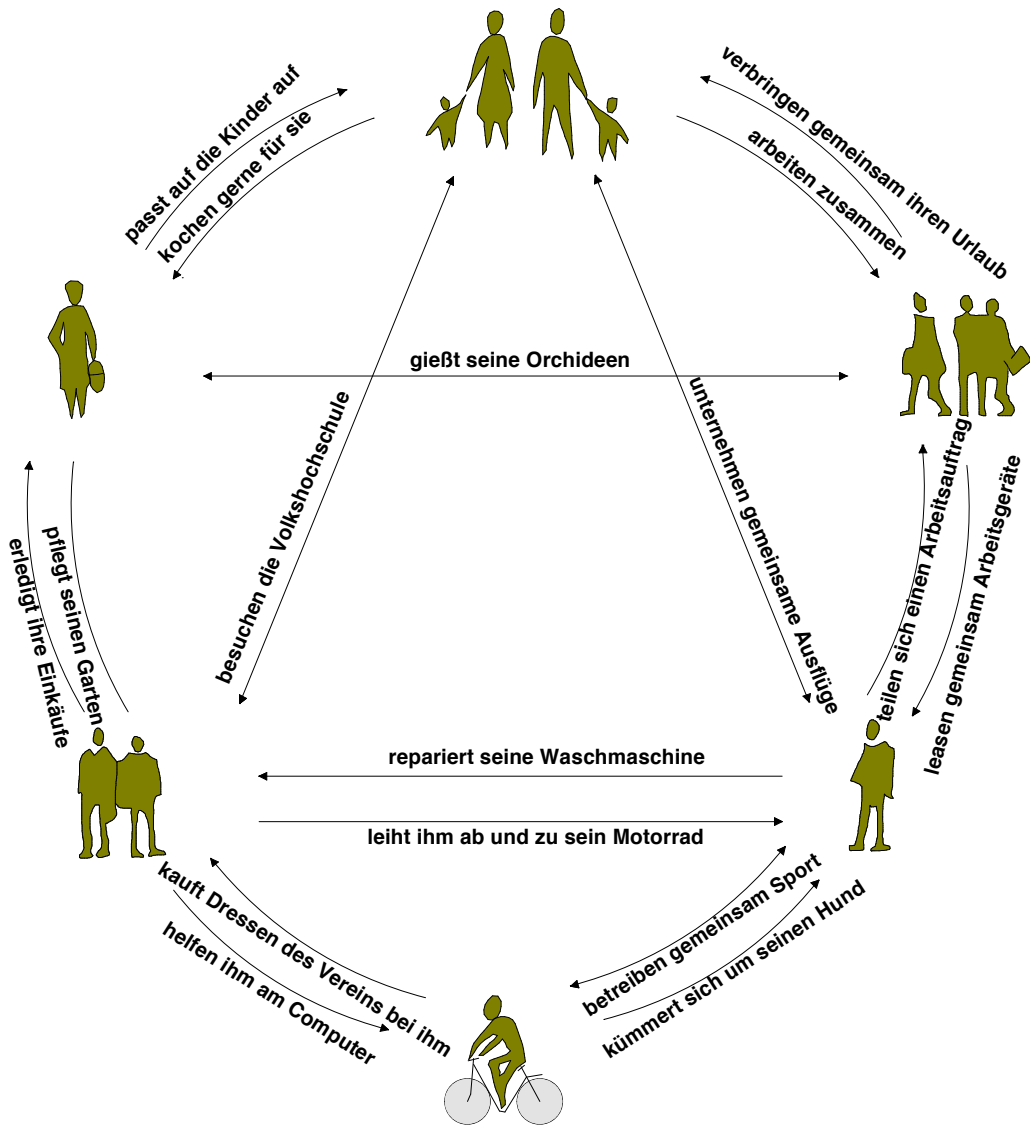 passt auf die Kinder auf
kochen gerne für sie
verbringen gemeinsam ihren Urlaub
arbeiten zusammen
gießt seine Orchideen
besuchen die Volkshochschule
unternehmen gemeinsame Ausflüge
pflegt seinen Garten
erledigt ihre Einkäufe
teilen sich einen Arbeitsauftrag
leasen gemeinsam Arbeitsgeräte
repariert seine Waschmaschine
leiht ihm ab und zu sein Motorrad
kauft Dressen des Vereins bei ihm
helfen ihm am Computer
betreiben gemeinsam Sport
kümmert sich um seinen Hund